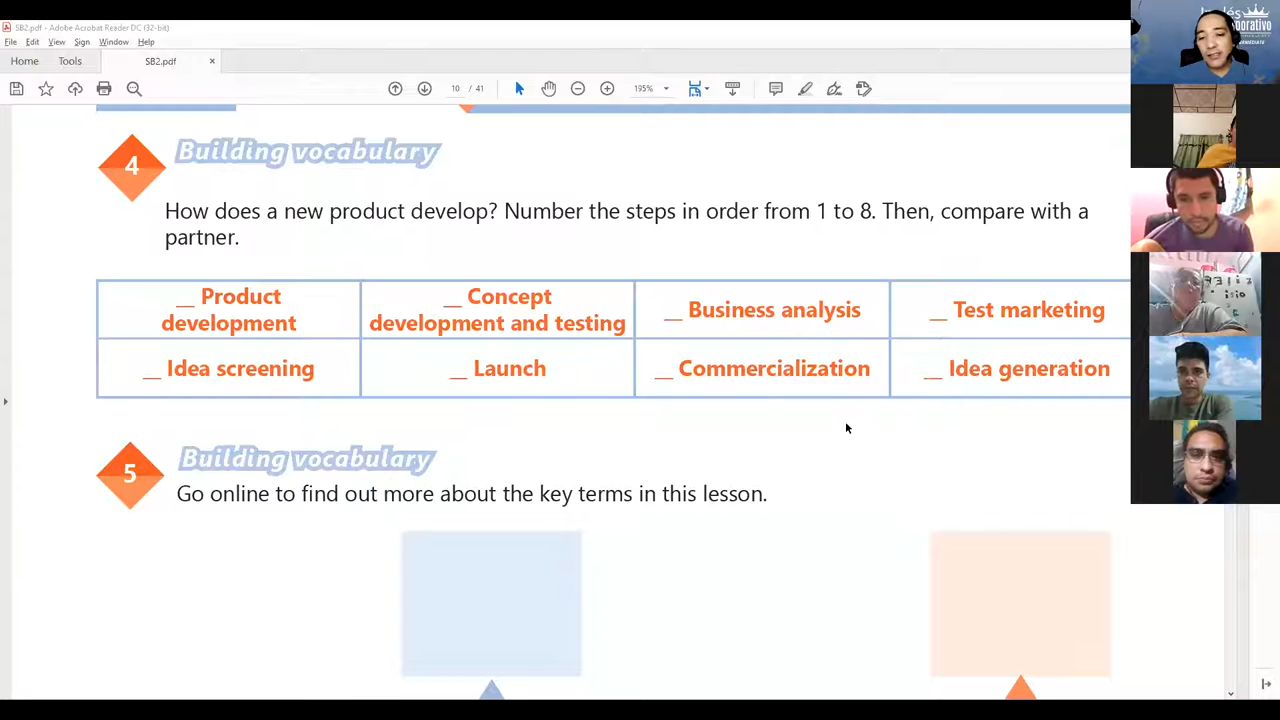 SB2.pdf - Adobe Acrobat Reader DC (32-bit)
File Edit View Sign Window Help
Home Tools SB2.pdf ×
10 / 41 195%
4 Building vocabulary
How does a new product develop? Number the steps in order from 1 to 8. Then, compare with a
partner.
__ Product
development
__ Concept
development and testing
__ Business analysis
__ Test marketing
__ Idea screening
__ Launch
__ Commercialization
__ Idea generation
5 Building vocabulary
Go online to find out more about the key terms in this lesson.